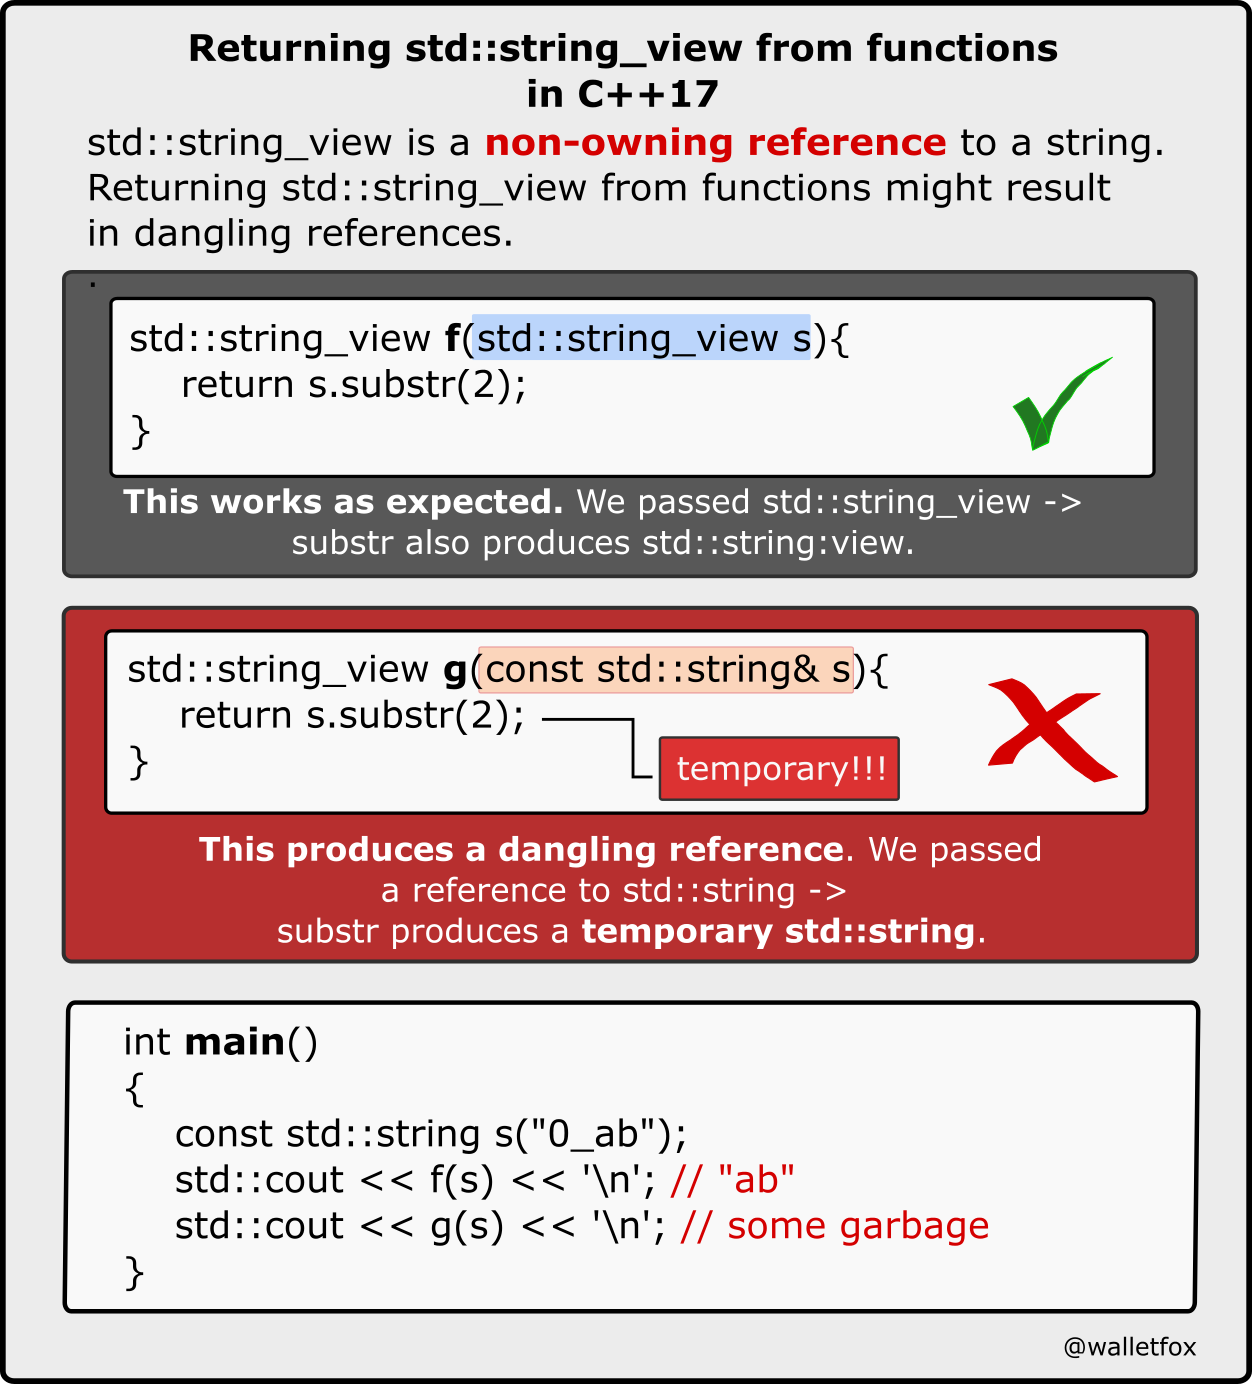 Returning std::string_view from functions
in C++17
std::string_view is a non-owning reference to a string.
Returning std::string_view from functions might result
in dangling references.
.
std::string_view f(std::string_view s){
return s.substr(2);
}
This works as expected. We passed std::string_view ->
substr also produces std::string:view.
std::string_view g(const std::string& s){
return s.substr(2);
}
temporary!!!
This produces a dangling reference. We passed
a reference to std::string ->
substr produces a temporary std::string.
int main()
{
const std::string s("0_ab");
std::cout << f(s) << '\n'; // "ab"
std::cout << g(s) << '\n'; // some garbage
}
@walletfox